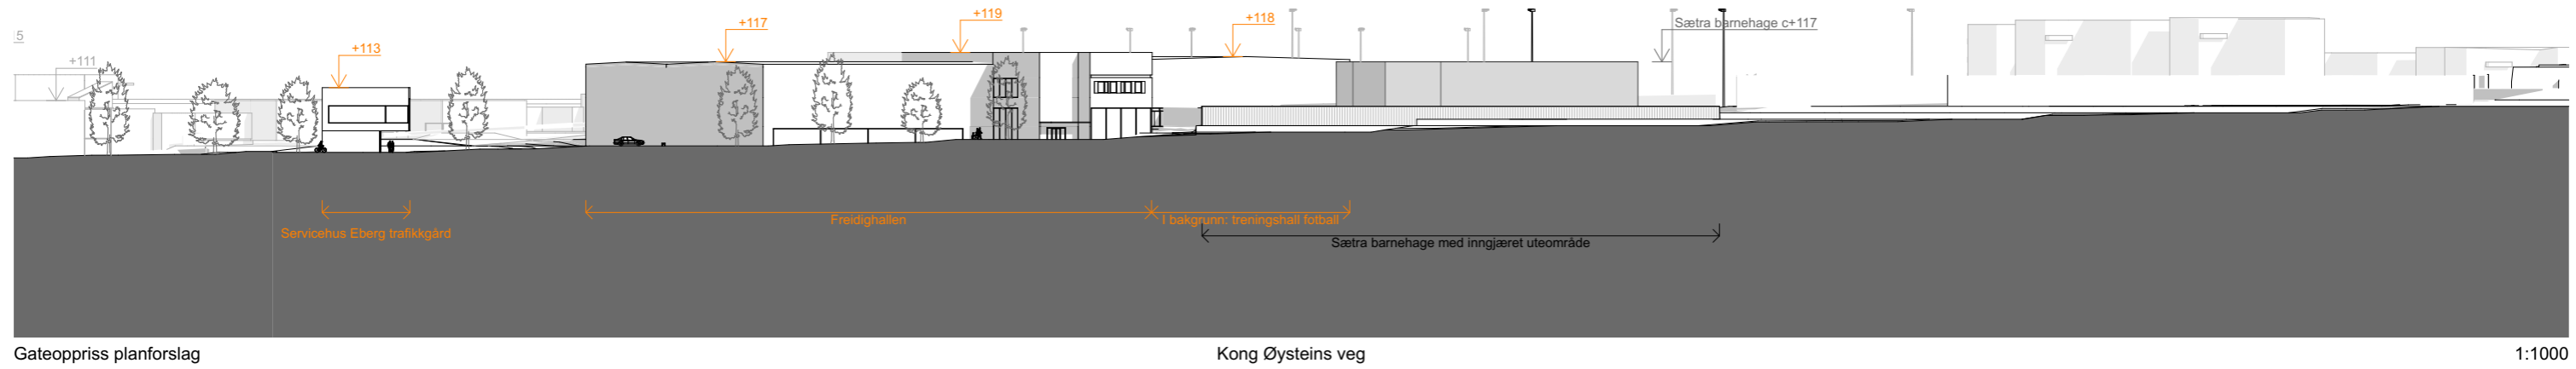 +119
+118
+117
Sætra barnehage c+117
5
+113
+111
Freidighallen
I bakgrunn: treningshall fotball
Servicehus Eberg trafikkgård
Sætra barnehage med inngjæret uteområde
Gateoppriss planforslag
Kong Øysteins veg
1:1000